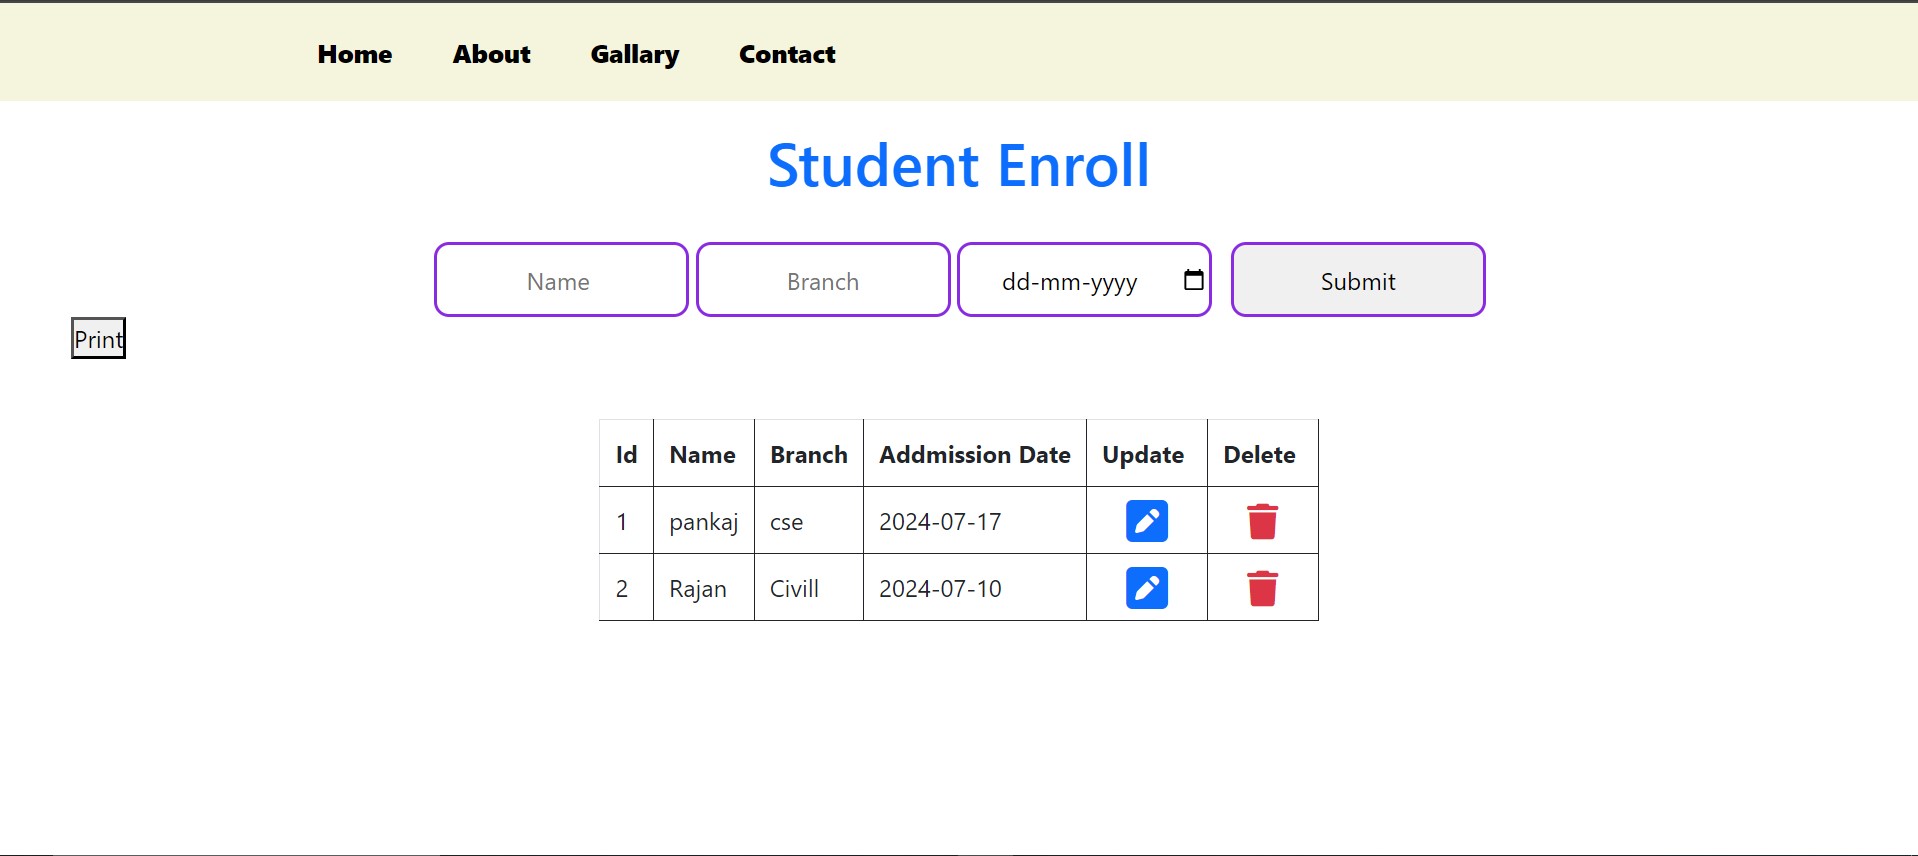 Home About Gallary Contact
Student Enroll
Name Branch dd-mm-yyyy Submit
Print
Id Name Branch Addmission Date Update Delete
1 pankaj cse 2024-07-17
2 Rajan Civill 2024-07-10